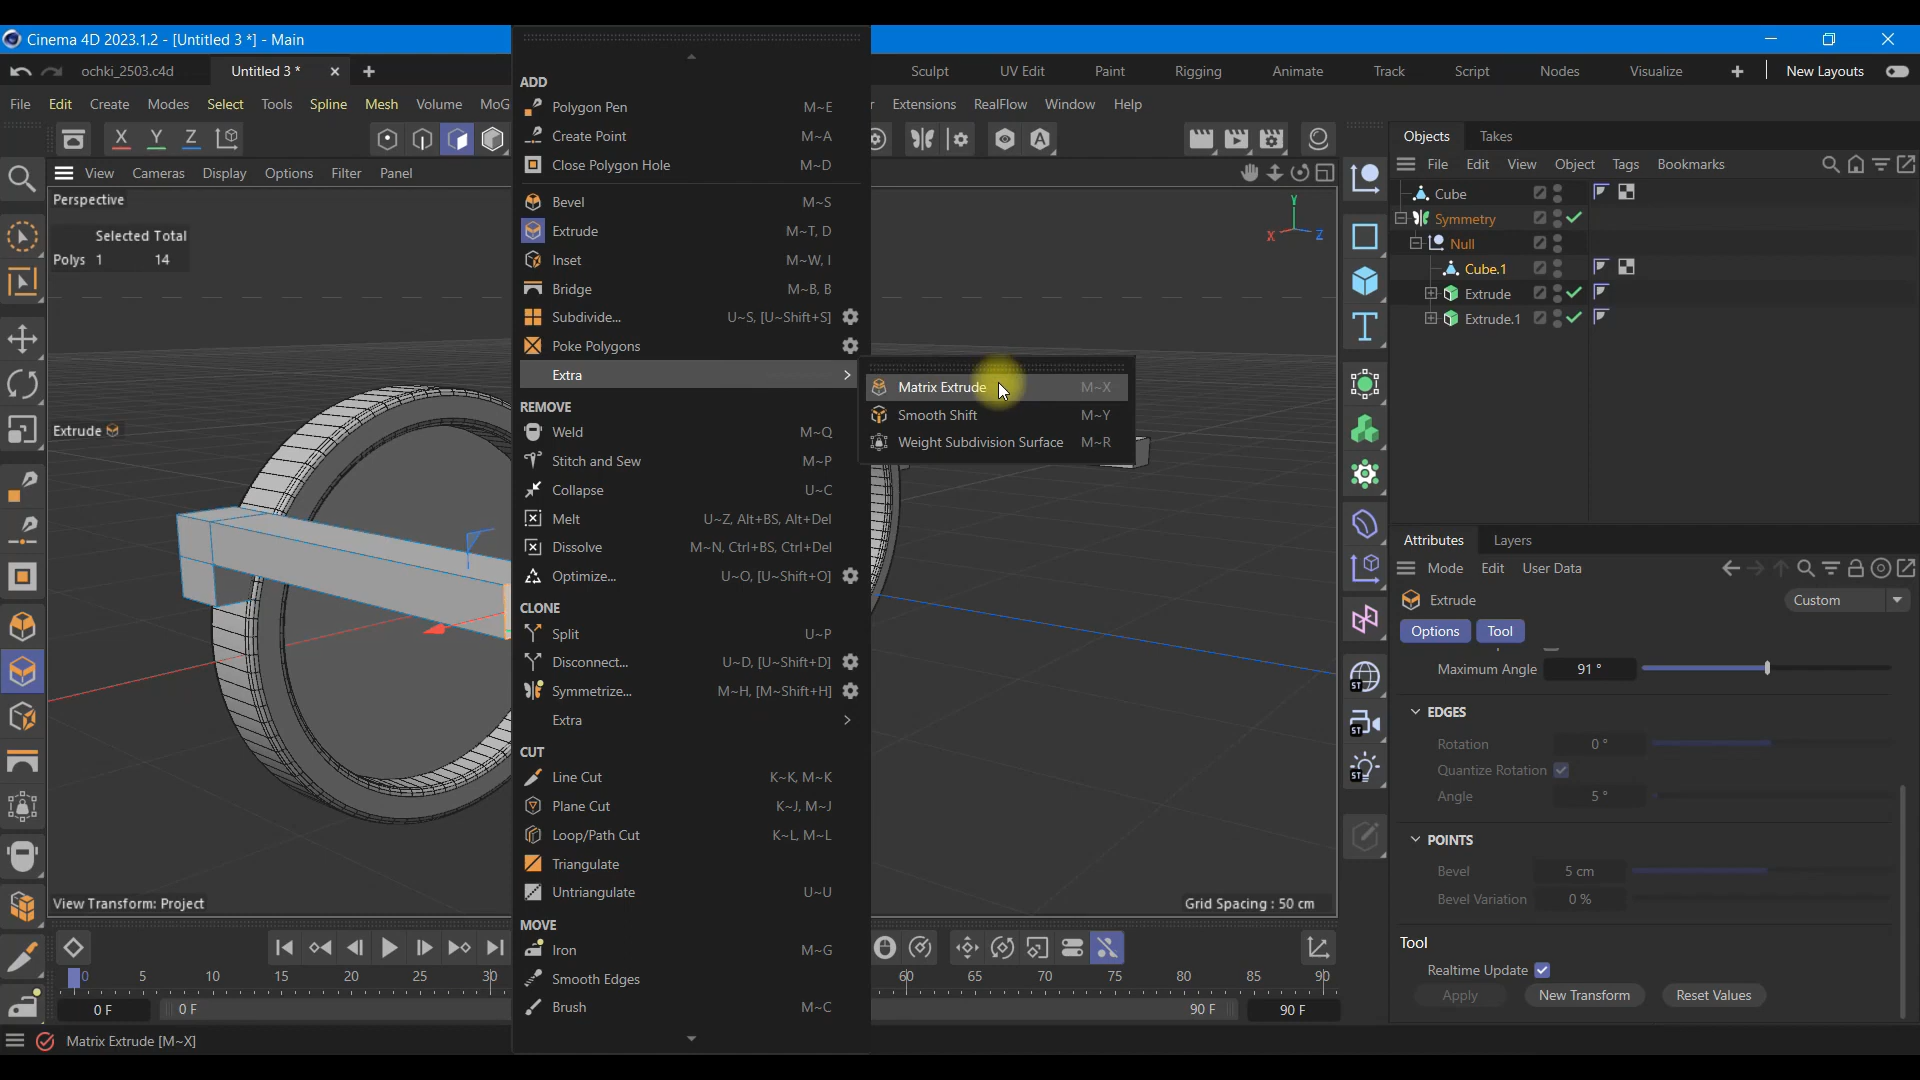 Cinema 4D 2023.1.2 - [Untitled 3 *] - Main
ochki_2503.c4d
Untitled 3 *
Sculpt
UV Edit
Paint
Rigging
Animate
Track
Script
Nodes
Visualize
New Layouts
File
Edit
Create
Modes
Select
Tools
Spline
Mesh
Volume
MoG
Extensions
RealFlow
Window
Help
View
Cameras
Display
Options
Filter
Panel
Perspective
Selected Total
Polys 1 14
Extrude
View Transform: Project
Grid Spacing : 50 cm
Y
X
Z
ADD
Polygon Pen M~E
Create Point M~A
Close Polygon Hole M~D
Bevel M~S
Extrude M~T, D
Inset M~W, I
Bridge M~B, B
Subdivide... U~S, [U~Shift+S]
Poke Polygons
Extra
REMOVE
Weld M~Q
Stitch and Sew M~P
Collapse U~C
Melt U~Z, Alt+BS, Alt+Del
Dissolve M~N, Ctrl+BS, Ctrl+Del
Optimize... U~O, [U~Shift+O]
CLONE
Split U~P
Disconnect... U~D, [U~Shift+D]
Symmetrize... M~H, [M~Shift+H]
Extra
CUT
Line Cut K~K, M~K
Plane Cut K~J, M~J
Loop/Path Cut K~L, M~L
Triangulate
Untriangulate U~U
MOVE
Iron M~G
Smooth Edges
Brush M~C
Matrix Extrude M~X
Smooth Shift M~Y
Weight Subdivision Surface M~R
Objects
Takes
File
Edit
View
Object
Tags
Bookmarks
Cube
Symmetry
Null
Cube.1
Extrude
Extrude.1
Attributes
Layers
Mode
Edit
User Data
Extrude
Custom
Options
Tool
Maximum Angle 91 °
EDGES
Rotation 0 °
Quantize Rotation
Angle 5 °
POINTS
Bevel 5 cm
Bevel Variation 0 %
Tool
Realtime Update
Apply
New Transform
Reset Values
0 5 10 15 20 25 30 60 65 70 75 80 85 90
0 F
0 F
90 F
90 F
Matrix Extrude [M~X]